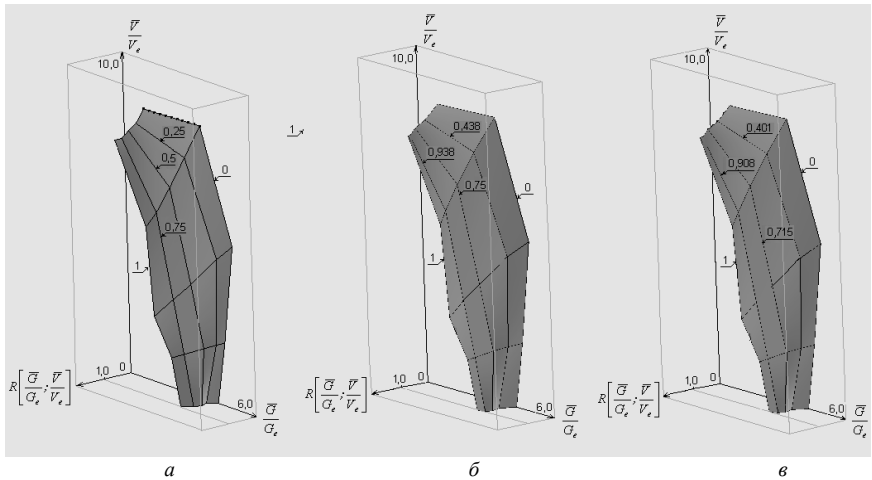 V̅/Vₑ
10,0
0,25
0,5
0
0,75
1
R[G̅/Gₑ; V̅/Vₑ]
1,0
0
6,0
G̅/Gₑ
а
1
V̅/Vₑ
10,0
0,438
0,938
0,75
0
1
R[G̅/Gₑ; V̅/Vₑ]
1,0
0
6,0
G̅/Gₑ
б
V̅/Vₑ
10,0
0,401
0,908
0
0,715
1
R[G̅/Gₑ; V̅/Vₑ]
1,0
0
6,0
G̅/Gₑ
в